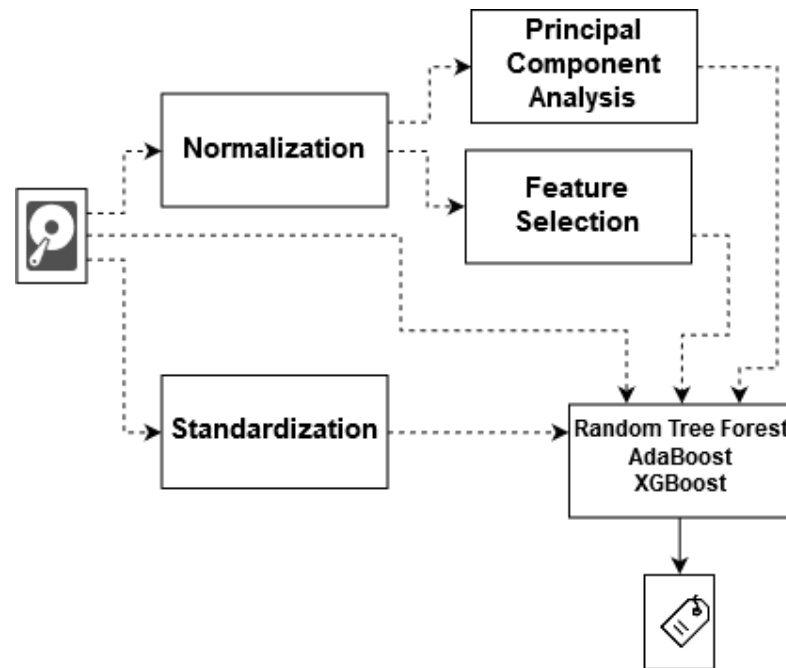 Principal
Component
Analysis
Normalization
Feature
Selection
Standardization
Random Tree Forest
AdaBoost
XGBoost